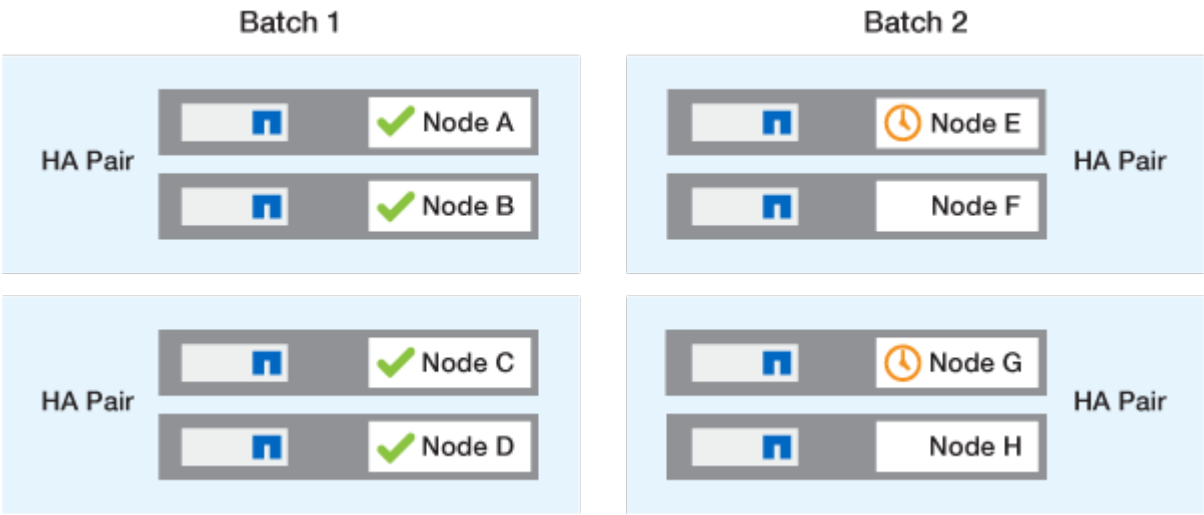 Batch 1
HA Pair
Node A
Node B
HA Pair
Node C
Node D
Batch 2
Node E
Node F
HA Pair
Node G
Node H
HA Pair